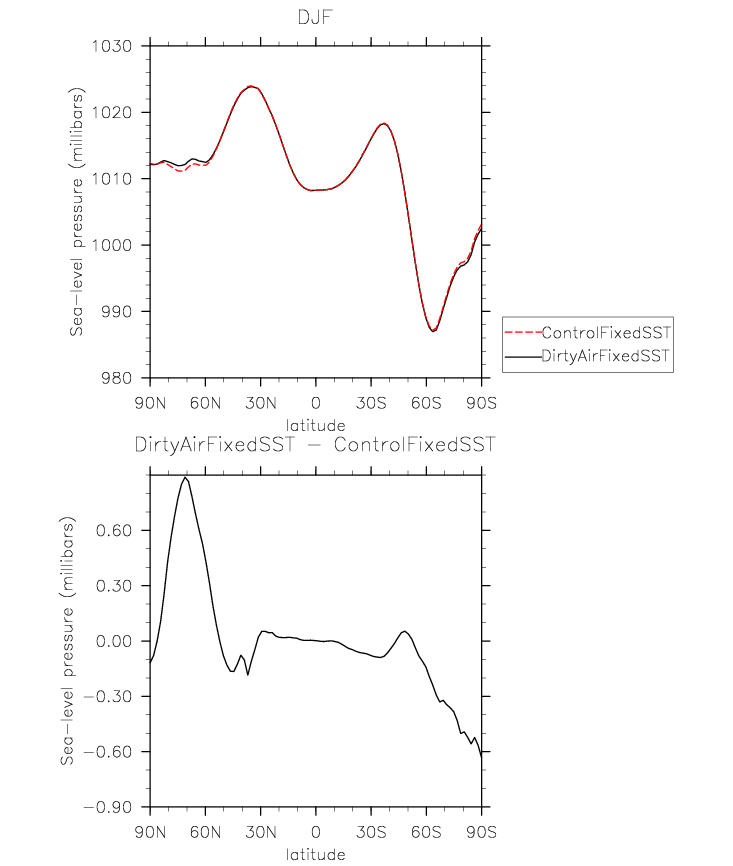 DJF
1030
1020
1010
1000
990
980
Sea-level pressure (millibars)
90N 60N 30N 0 30S 60S 90S
latitude
ControlFixedSST
DirtyAirFixedSST
DirtyAirFixedSST - ControlFixedSST
0.60
0.30
0.00
-0.30
-0.60
-0.90
Sea-level pressure (millibars)
90N 60N 30N 0 30S 60S 90S
latitude